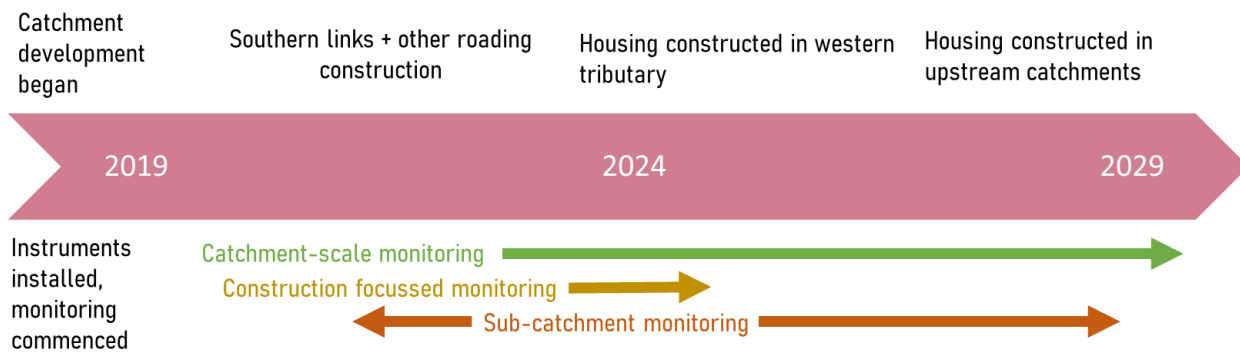 Catchment
development
began
Southern links + other roading
construction
Housing constructed in western
tributary
Housing constructed in
upstream catchments
2019
2024
2029
Instruments
installed,
monitoring
commenced
Catchment-scale monitoring
Construction focussed monitoring
Sub-catchment monitoring